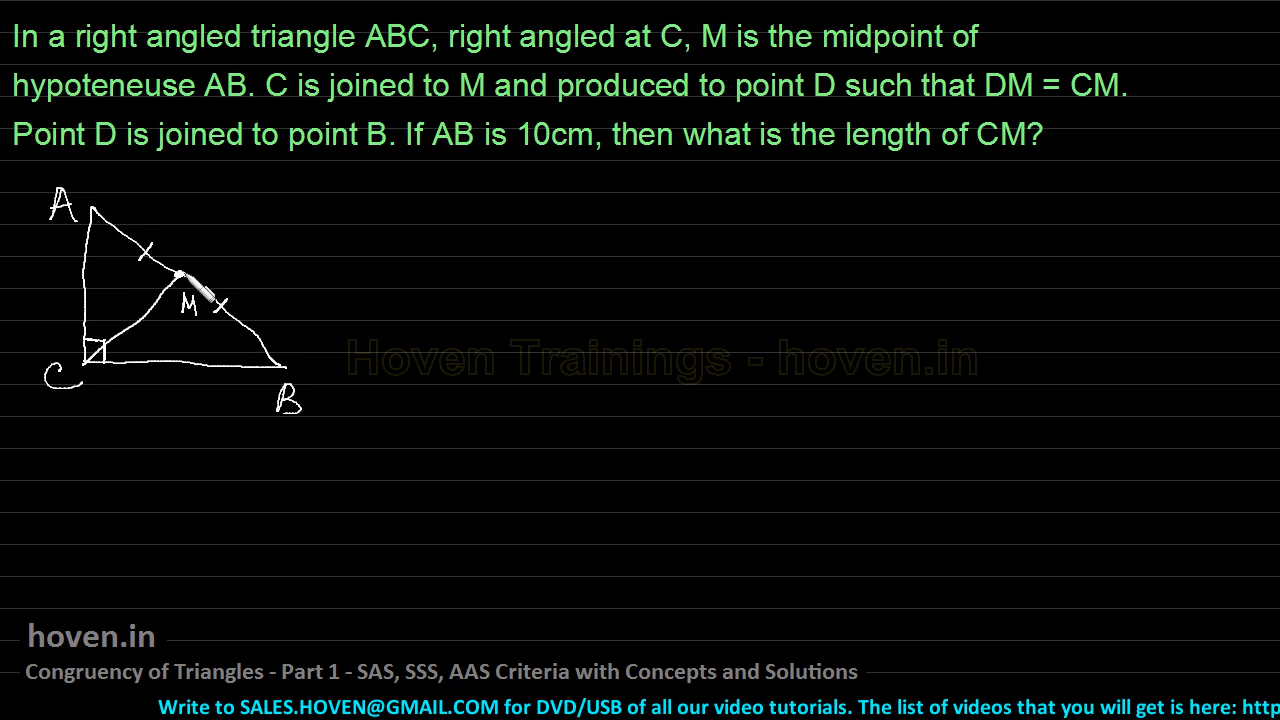 In a right angled triangle ABC, right angled at C, M is the midpoint of
hypoteneuse AB. C is joined to M and produced to point D such that DM = CM.
Point D is joined to point B. If AB is 10cm, then what is the length of CM?
A
M
C
B
Hoven Trainings - hoven.in
hoven.in
Congruency of Triangles - Part 1 - SAS, SSS, AAS Criteria with Concepts and Solutions
Write to SALES.HOVEN@GMAIL.COM for DVD/USB of all our video tutorials. The list of videos that you will get is here: http